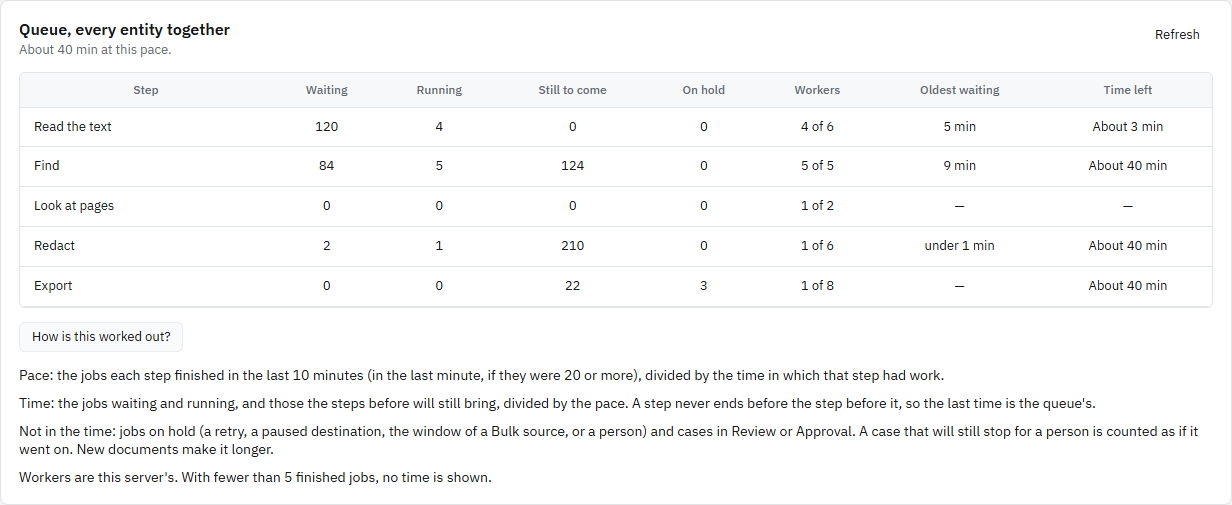 Queue, every entity together
About 40 min at this pace.
Refresh
Step Waiting Running Still to come On hold Workers Oldest waiting Time left
Read the text 120 4 0 0 4 of 6 5 min About 3 min
Find 84 5 124 0 5 of 5 9 min About 40 min
Look at pages 0 0 0 0 1 of 2 — —
Redact 2 1 210 0 1 of 6 under 1 min About 40 min
Export 0 0 22 3 1 of 8 — About 40 min
How is this worked out?
Pace: the jobs each step finished in the last 10 minutes (in the last minute, if they were 20 or more), divided by the time in which that step had work.
Time: the jobs waiting and running, and those the steps before will still bring, divided by the pace. A step never ends before the step before it, so the last time is the queue's.
Not in the time: jobs on hold (a retry, a paused destination, the window of a Bulk source, or a person) and cases in Review or Approval. A case that will still stop for a person is counted as if it
went on. New documents make it longer.
Workers are this server's. With fewer than 5 finished jobs, no time is shown.